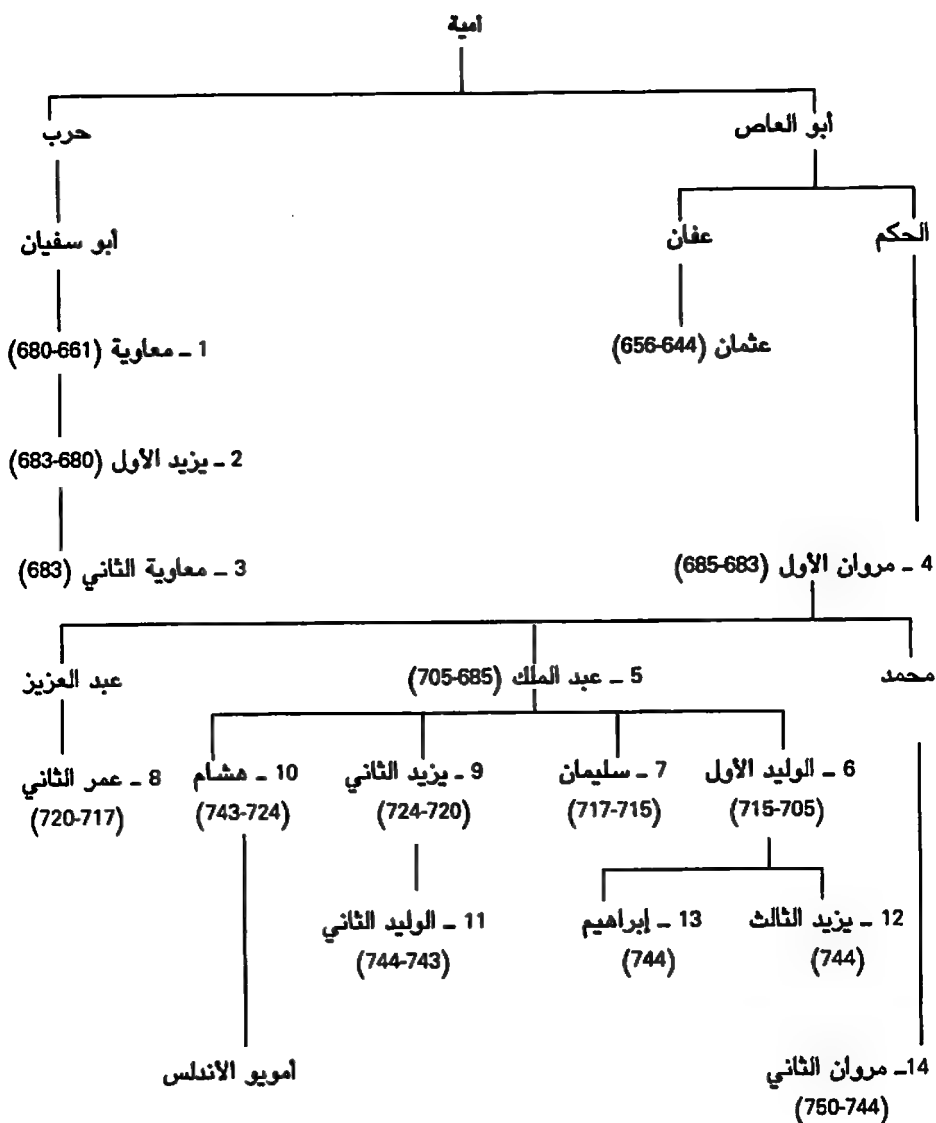 أمية
أبو العاص
حرب
الحكم
عفان
أبو سفيان
عثمان (656-644)
1 ـ معاوية (680-661)
2 ـ يزيد الأول (683-680)
4 ـ مروان الأول (685-683)
3 ـ معاوية الثاني (683)
محمد
5 ـ عبد الملك (705-685)
عبد العزيز
6 ـ الوليد الأول
(715-705)
7 ـ سليمان
(717-715)
9 ـ يزيد الثاني
(724-720)
10 ـ هشام
(743-724)
8 ـ عمر الثاني
(720-717)
12 ـ يزيد الثالث
(744)
13 ـ إبراهيم
(744)
11 ـ الوليد الثاني
(744-743)
14ـ مروان الثاني
(750-744)
أمويو الأندلس